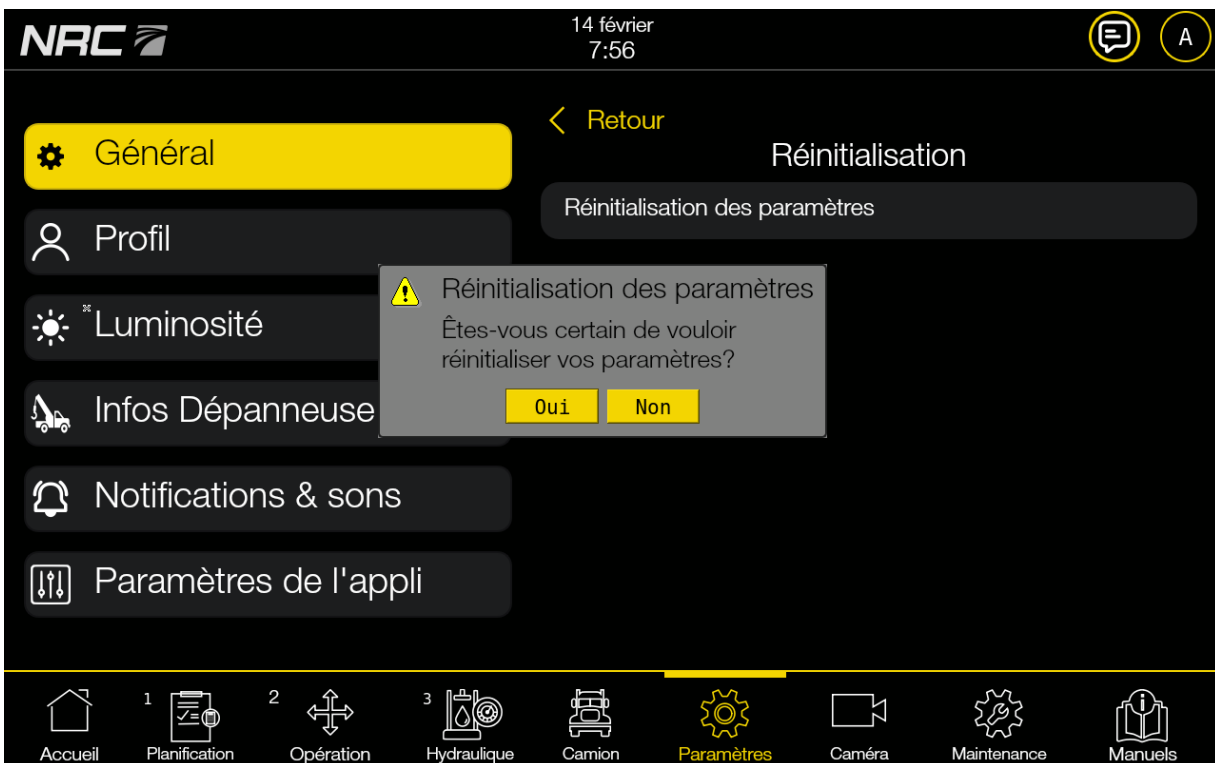 NRC
14 février
7:56
A
Retour
Réinitialisation
Réinitialisation des paramètres
Général
Profil
Luminosité
Infos Dépanneuse
Notifications & sons
Paramètres de l'appli
Réinitialisation des paramètres
Êtes-vous certain de vouloir
réinitialiser vos paramètres?
Oui Non
1 2 3
Accueil Planification Opération Hydraulique Camion Paramètres Caméra Maintenance Manuels